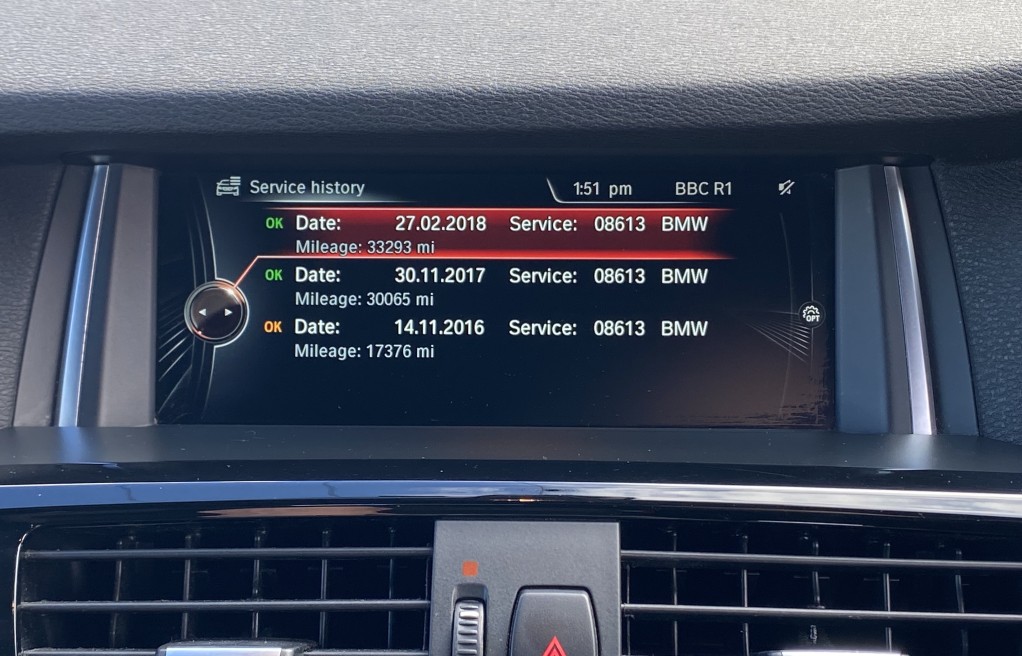 Service history 1:51 pm BBC R1
OK Date: 27.02.2018 Service: 08613 BMW
Mileage: 33293 mi
OK Date: 30.11.2017 Service: 08613 BMW
Mileage: 30065 mi
OPT
OK Date: 14.11.2016 Service: 08613 BMW
Mileage: 17376 mi